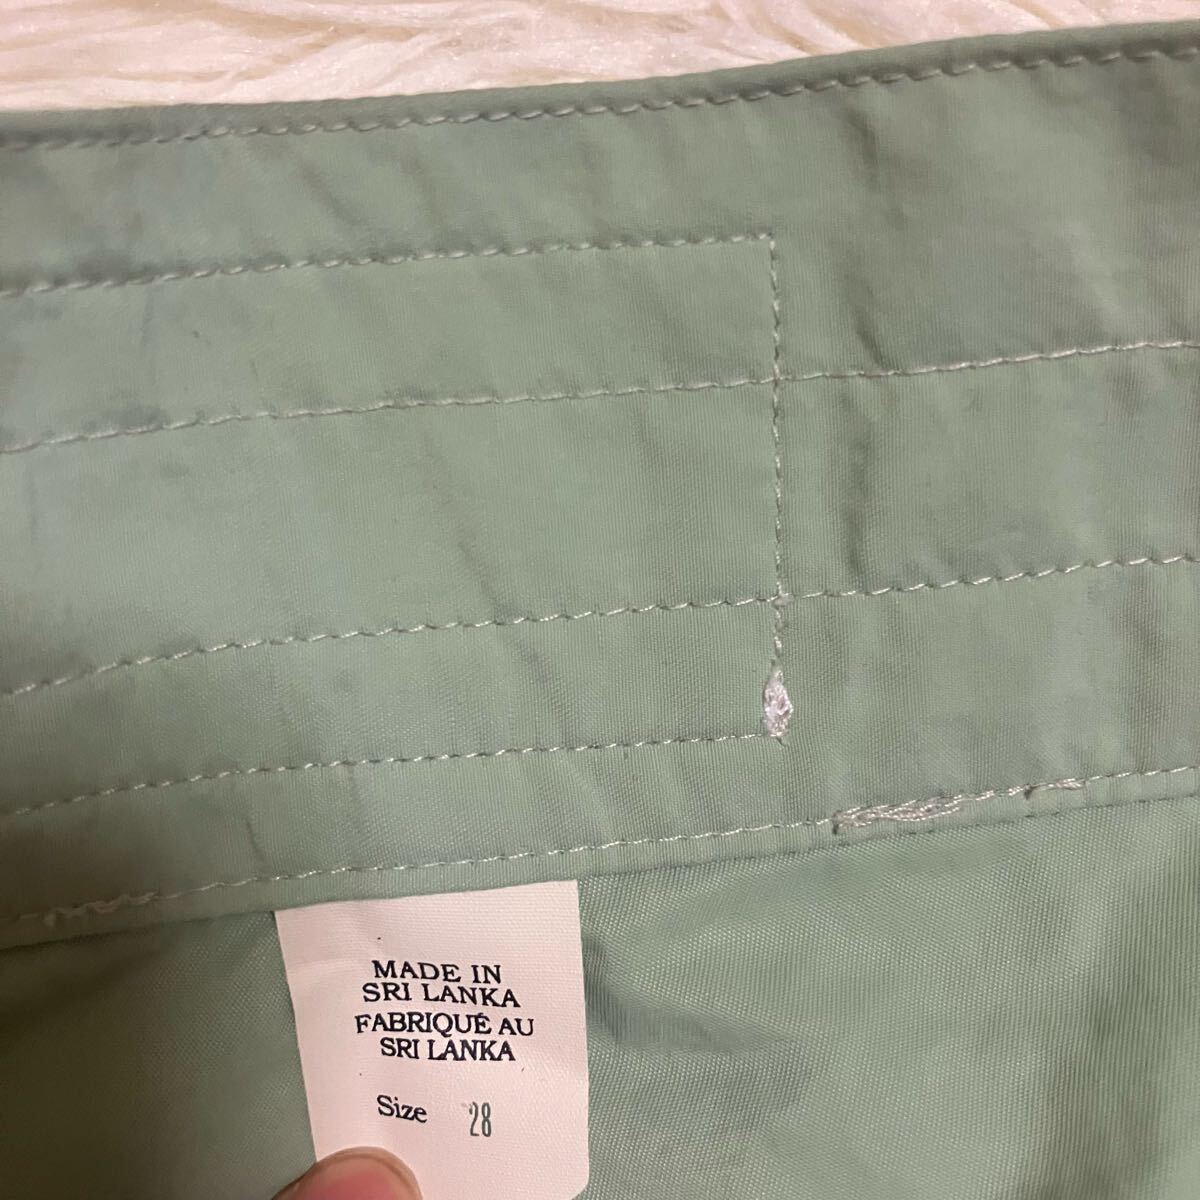 MADE IN
SRI LANKA
FABRIQUÉ AU
SRI LANKA
Size 28